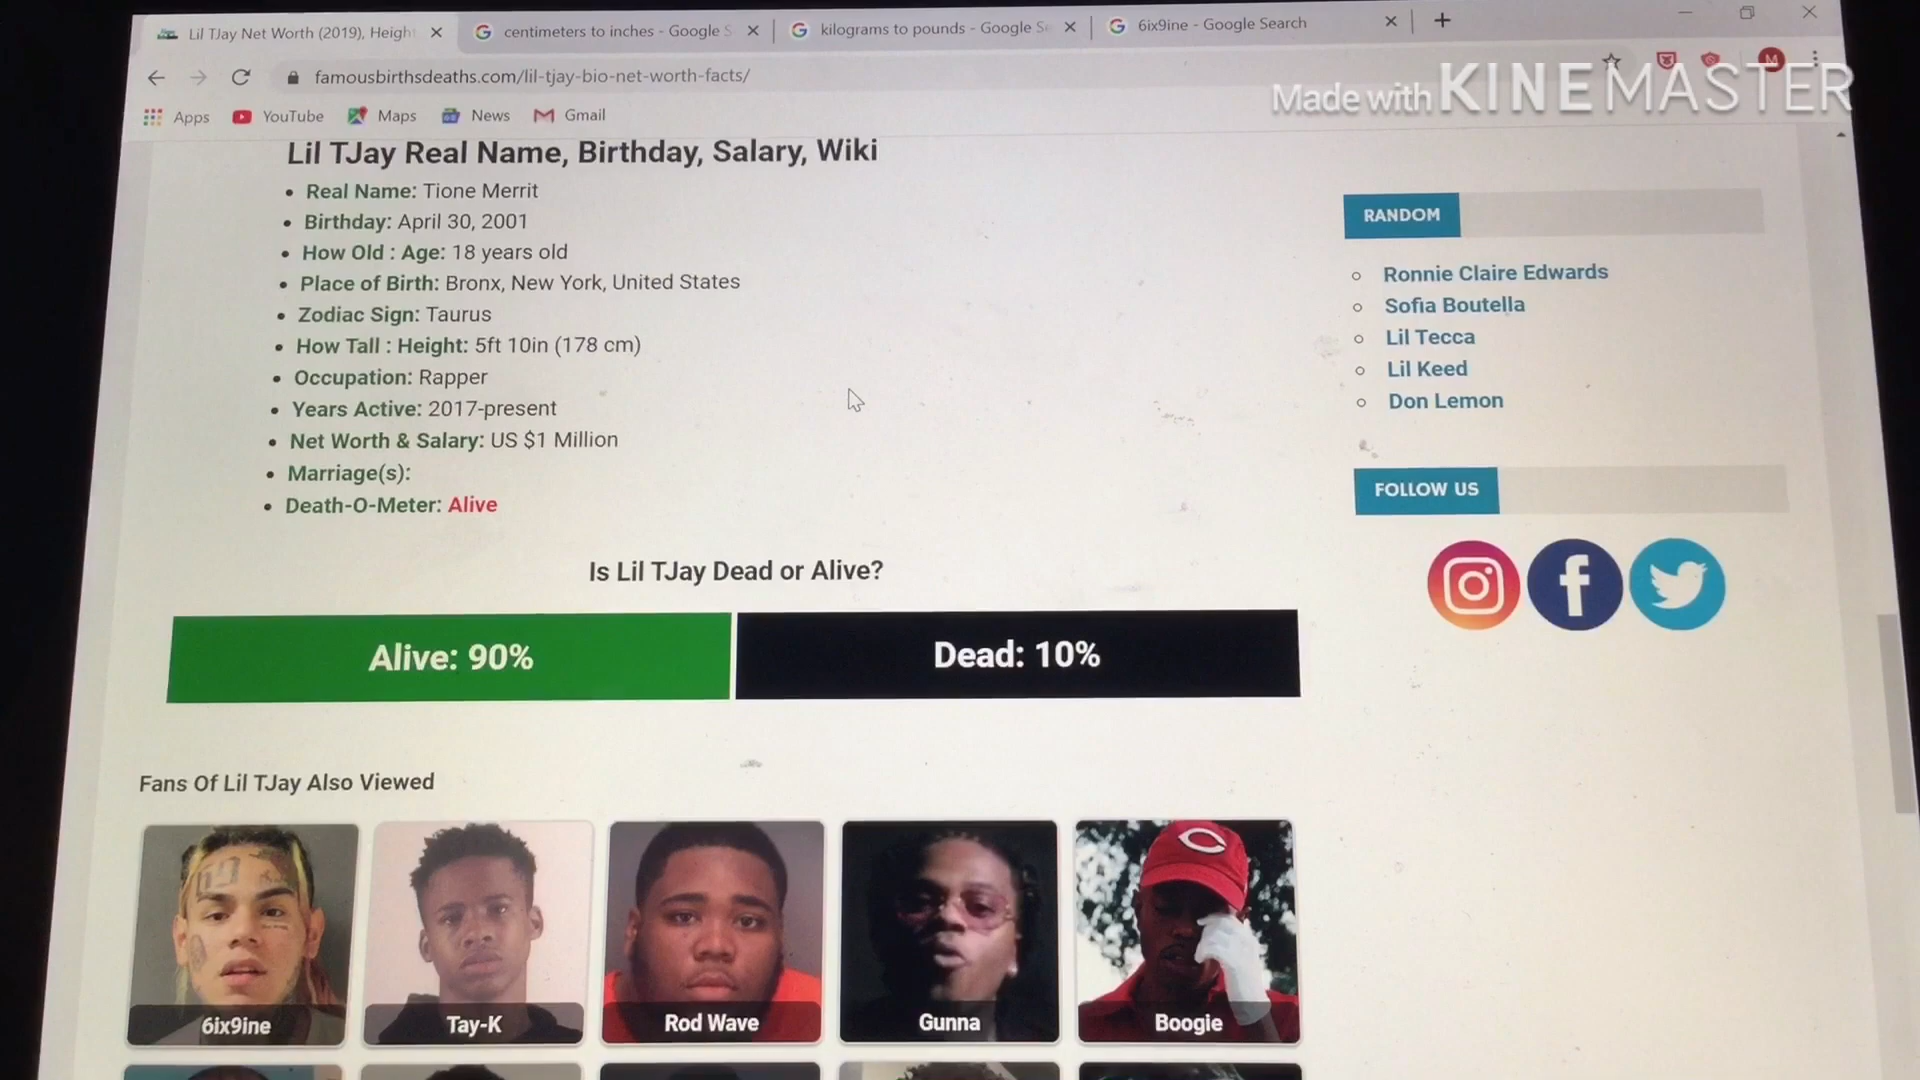 Lil TJay Net Worth (2019), Heigh
centimeters to inches - Google S
kilograms to pounds - Google Se
6ix9ine - Google Search
famousbirthsdeaths.com/lil-tjay-bio-net-worth-facts/
M
Made with KINEMASTER
Apps
YouTube
Maps
News
Gmail
Lil TJay Real Name, Birthday, Salary, Wiki
Real Name: Tione Merrit
Birthday: April 30, 2001
How Old : Age: 18 years old
Place of Birth: Bronx, New York, United States
Zodiac Sign: Taurus
How Tall : Height: 5ft 10in (178 cm)
Occupation: Rapper
Years Active: 2017-present
Net Worth & Salary: US $1 Million
Marriage(s):
Death-O-Meter: Alive
RANDOM
Ronnie Claire Edwards
Sofia Boutella
Lil Tecca
Lil Keed
Don Lemon
FOLLOW US
Is Lil TJay Dead or Alive?
Alive: 90%
Dead: 10%
Fans Of Lil TJay Also Viewed
6ix9ine
Tay-K
Rod Wave
Gunna
Boogie